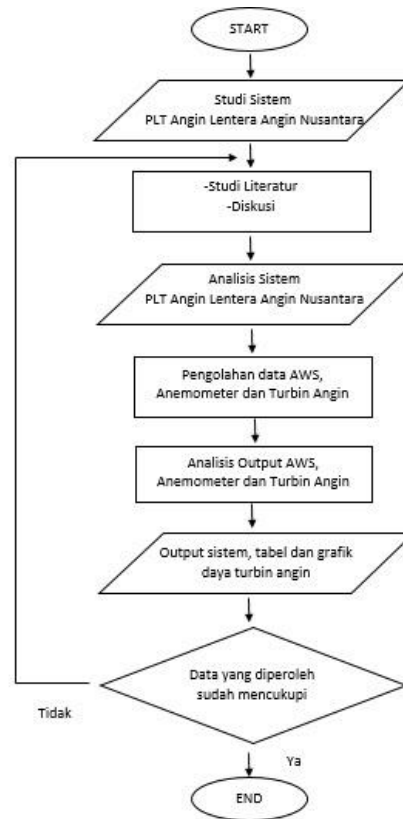 START
Studi Sistem
PLT Angin Lentera Angin Nusantara
-Studi Literatur
-Diskusi
Analisis Sistem
PLT Angin Lentera Angin Nusantara
Pengolahan data AWS,
Anemometer dan Turbin Angin
Analisis Output AWS,
Anemometer dan Turbin Angin
Output sistem, tabel dan grafik
daya turbin angin
Data yang diperoleh
sudah mencukupi
Tidak
Ya
END